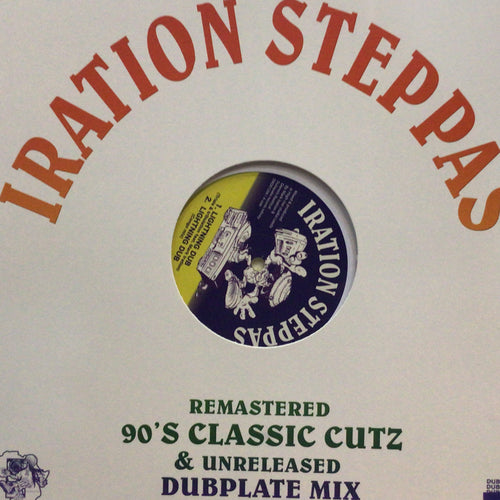 IRATION STEPPAS
IRATION STEPPAS
1. LIGHTNING DUB
2. LIGHTNING DUB
REMASTERED
90'S CLASSIC CUTZ
& UNRELEASED
DUBPLATE MIX